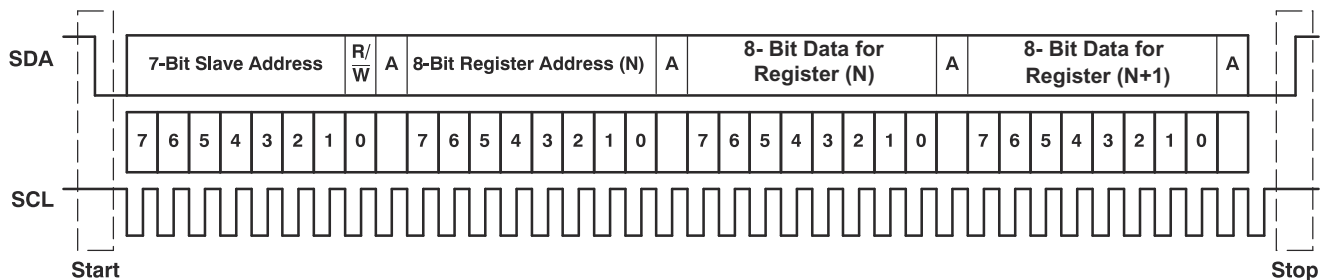 SDA
7-Bit Slave Address
R/
W
A
8-Bit Register Address (N)
A
8- Bit Data for
Register (N)
A
8- Bit Data for
Register (N+1)
A
7 6 5 4 3 2 1 0 7 6 5 4 3 2 1 0 7 6 5 4 3 2 1 0 7 6 5 4 3 2 1 0
SCL
Start
Stop